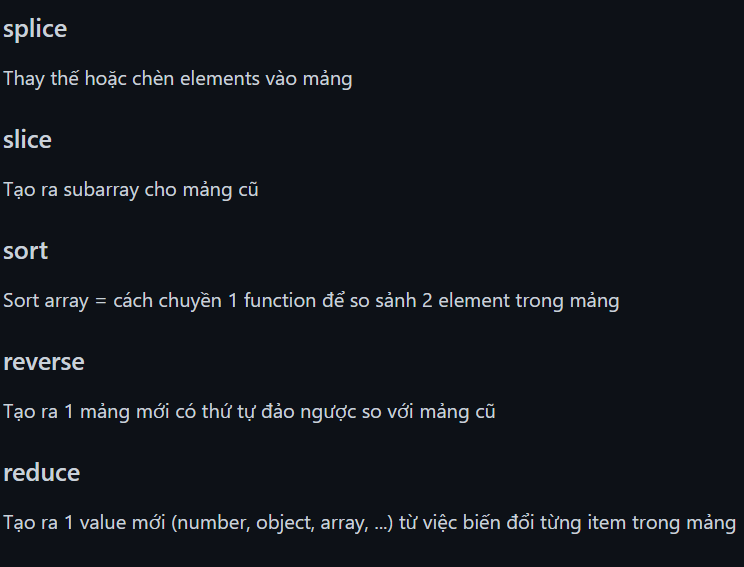 splice
Thay thế hoặc chèn elements vào mảng
slice
Tạo ra subarray cho mảng cũ
sort
Sort array = cách chuyền 1 function để so sảnh 2 element trong mảng
reverse
Tạo ra 1 mảng mới có thứ tự đảo ngược so với mảng cũ
reduce
Tạo ra 1 value mới (number, object, array, ...) từ việc biến đổi từng item trong mảng